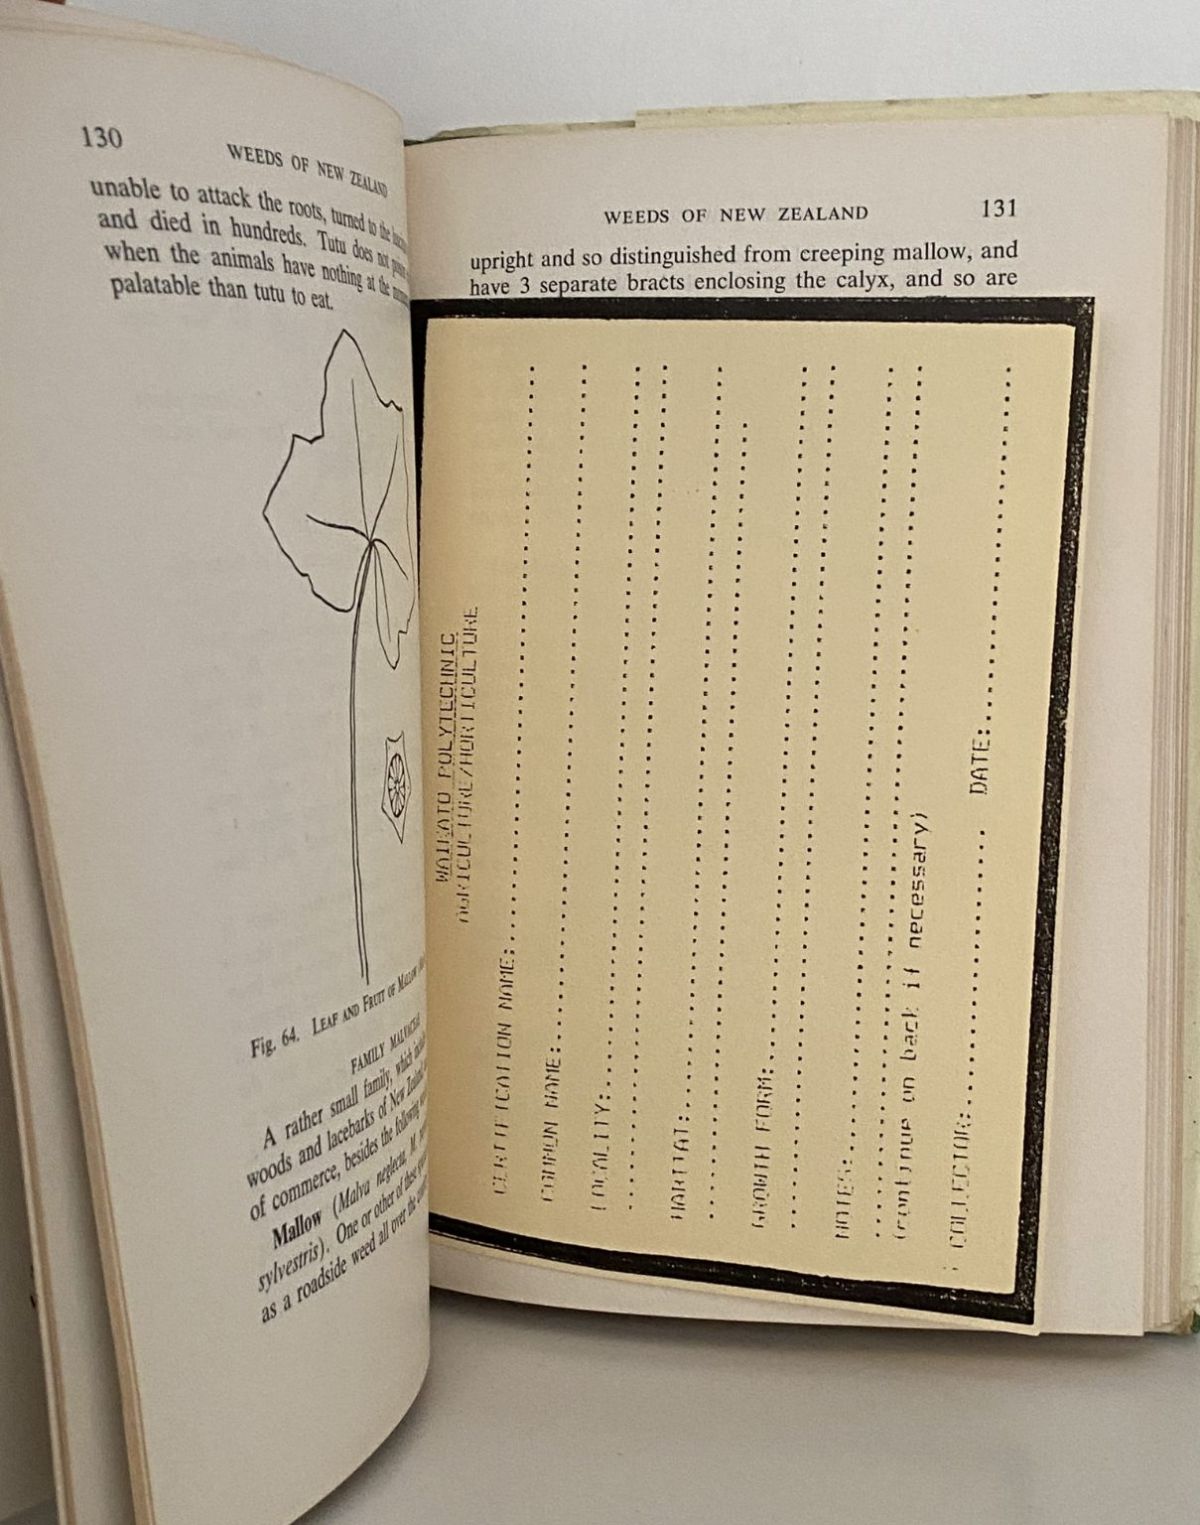 130
WEEDS OF NEW ZEALAND
unable to attack the roots, turned to the
and died in hundreds. Tutu does not
when the animals have nothing at the
palatable than tutu to eat.
Fig. 64. LEAF AND FRUIT OF MALLOW
FAMILY MALVACEAE
A rather small family, which
woods and lacebarks of New Zealand
of commerce, besides the following
Mallow (Malva neglecta, M.
sylvestris). One or other of these
as a roadside weed all over the
WEEDS OF NEW ZEALAND 131
upright and so distinguished from creeping mallow, and
have 3 separate bracts enclosing the calyx, and so are
WAIKATO POLYTECHNIC
AGRICULTURE/HORTICULTURE
CERTIFICATION NAME:
COMMON NAME:
LOCALITY:
HABITAT:
GROWTH FORM:
NOTES:
(continue on back if necessary)
COLLECTOR: DATE: